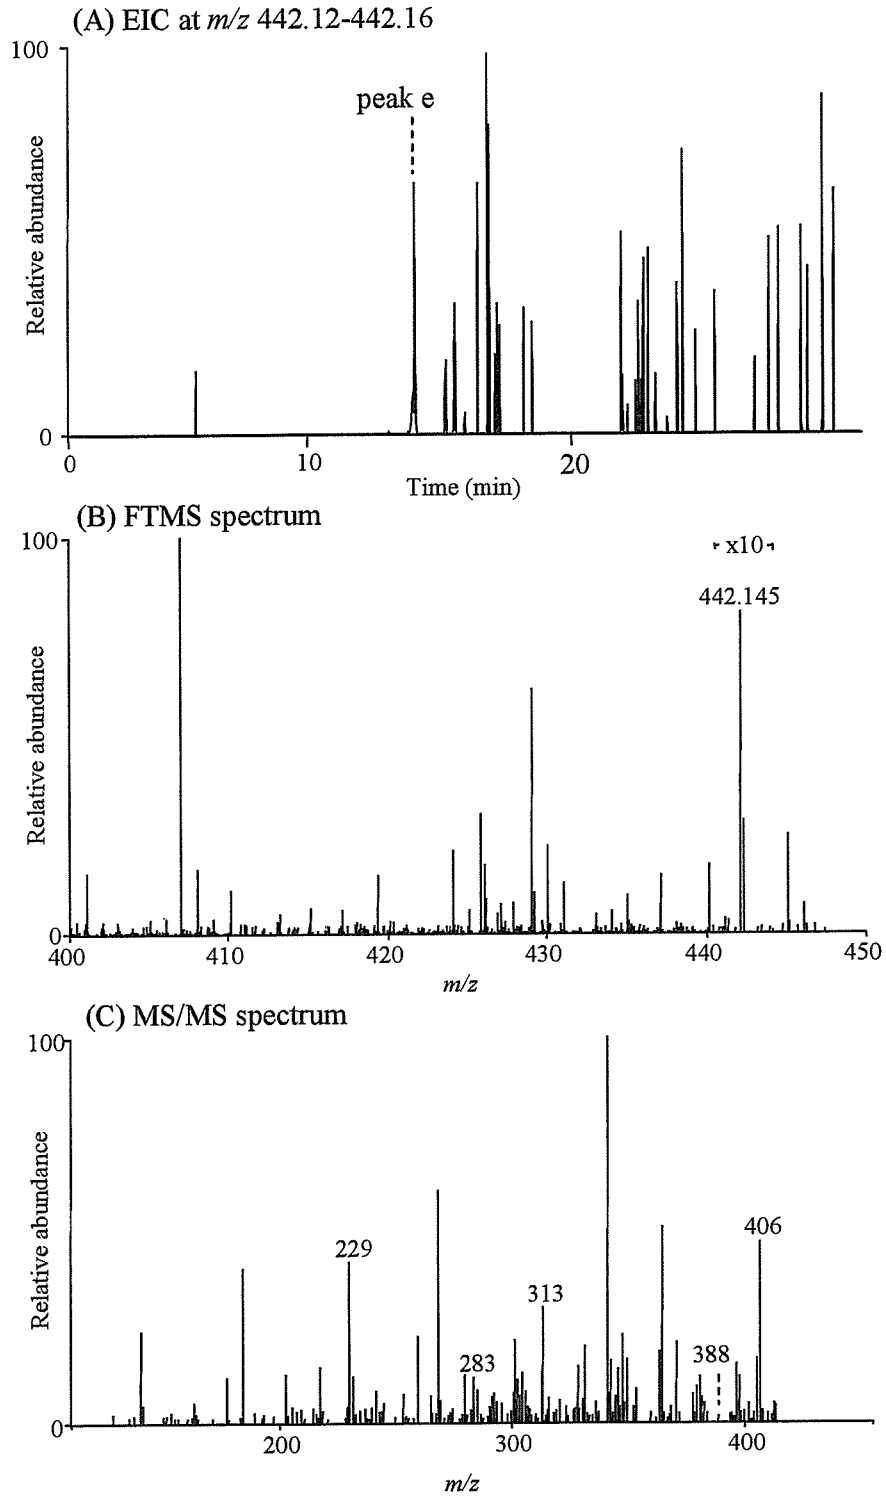 (A) EIC at m/z 442.12-442.16
100
peak e
Relative abundance
0
0 10 20
Time (min)
(B) FTMS spectrum
100
x10
442.145
Relative abundance
0
400 410 420 430 440 450
m/z
(C) MS/MS spectrum
100
406
229
313
388
283
Relative abundance
0
200 300 400
m/z